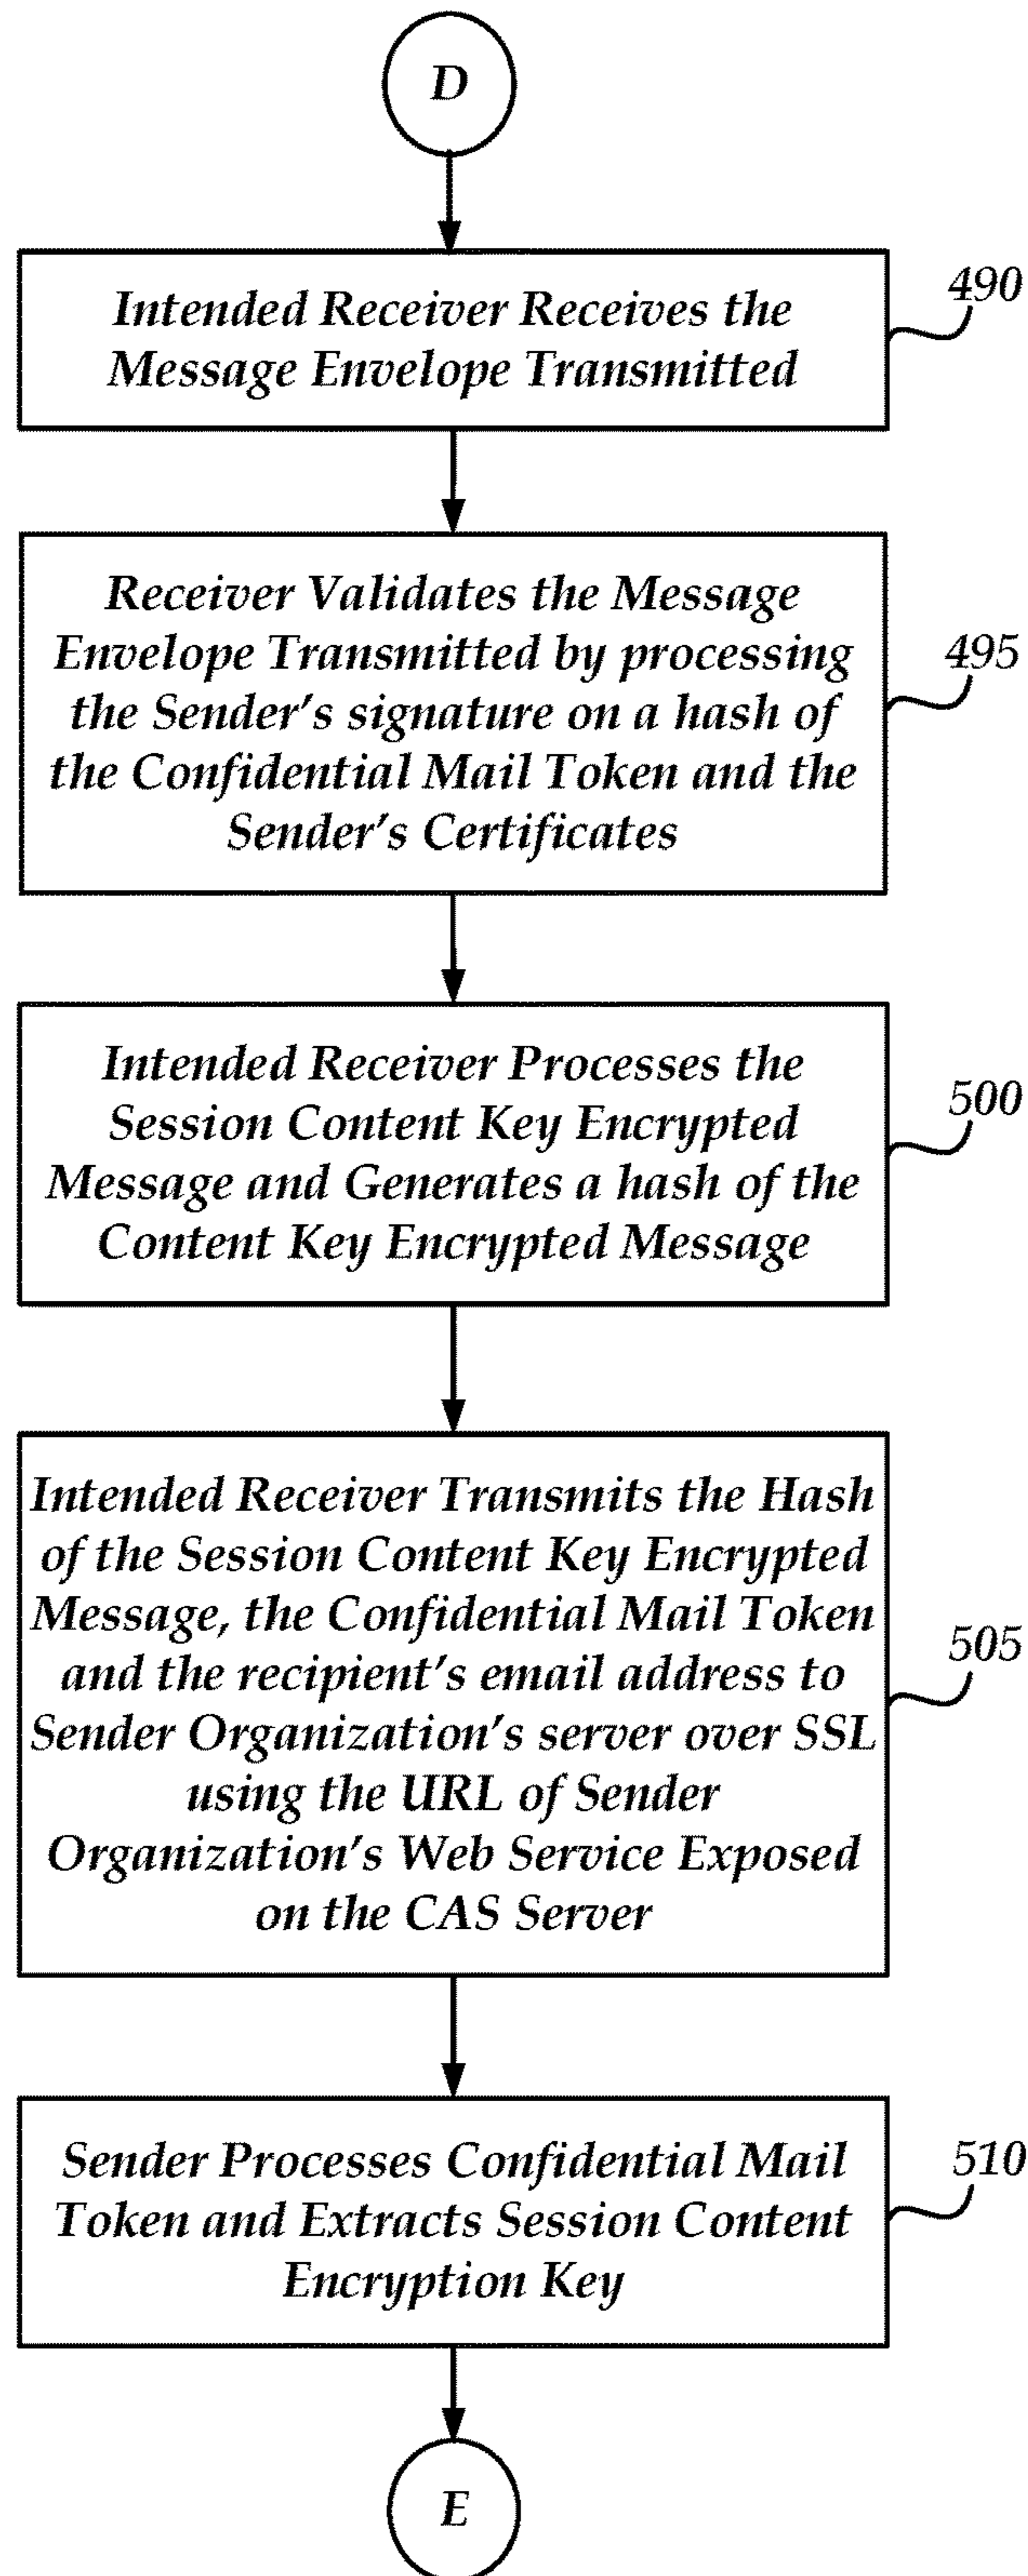 D
Intended Receiver Receives the
Message Envelope Transmitted
490
Receiver Validates the Message
Envelope Transmitted by processing
the Sender's signature on a hash of
the Confidential Mail Token and the
Sender's Certificates
495
Intended Receiver Processes the
Session Content Key Encrypted
Message and Generates a hash of the
Content Key Encrypted Message
500
Intended Receiver Transmits the Hash
of the Session Content Key Encrypted
Message, the Confidential Mail Token
and the recipient's email address to
Sender Organization's server over SSL
using the URL of Sender
Organization's Web Service Exposed
on the CAS Server
505
Sender Processes Confidential Mail
Token and Extracts Session Content
Encryption Key
510
E